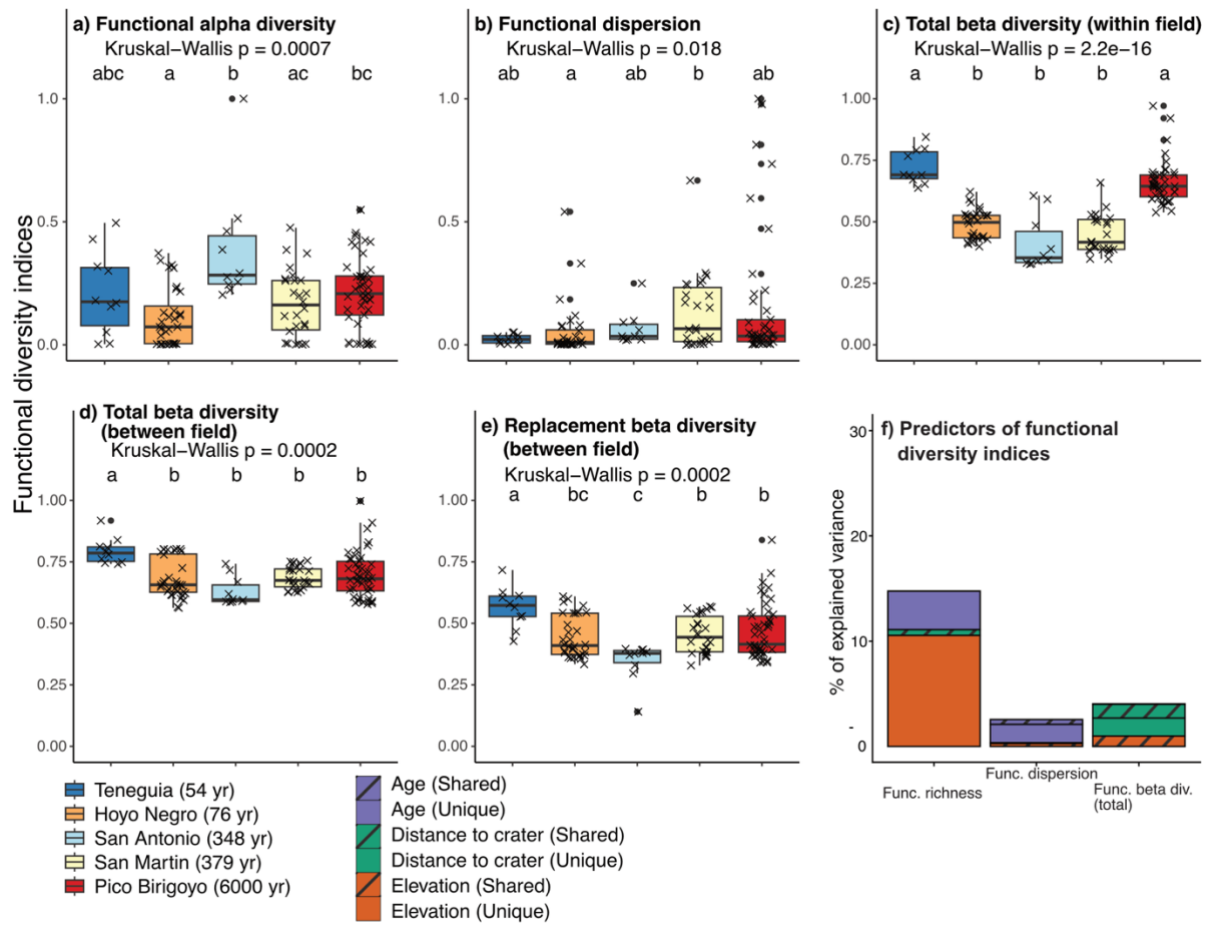 a) Functional alpha diversity
Kruskal−Wallis p = 0.0007
abc a b ac bc
1.0
0.5
0.0
b) Functional dispersion
Kruskal−Wallis p = 0.018
ab a ab b ab
1.0
0.5
0.0
c) Total beta diversity (within field)
Kruskal−Wallis p = 2.2e−16
a b b b a
1.00
0.75
0.50
0.25
0.00
Functional diversity indices
d) Total beta diversity
(between field)
Kruskal−Wallis p = 0.0002
a b b b b
1.00
0.75
0.50
0.25
0.00
e) Replacement beta diversity
(between field)
Kruskal−Wallis p = 0.0002
a bc c b b
1.00
0.75
0.50
0.25
0.00
f) Predictors of functional
diversity indices
% of explained variance
30
10
-
0
Func. richness
Func. dispersion
Func. beta div.
(total)
Teneguia (54 yr)
Hoyo Negro (76 yr)
San Antonio (348 yr)
San Martin (379 yr)
Pico Birigoyo (6000 yr)
Age (Shared)
Age (Unique)
Distance to crater (Shared)
Distance to crater (Unique)
Elevation (Shared)
Elevation (Unique)